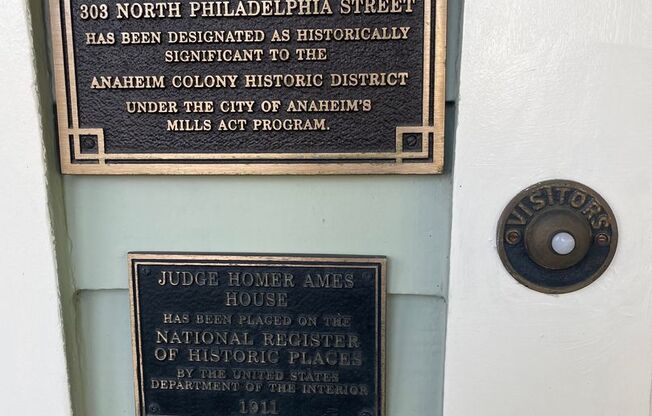 303 NORTH PHILADELPHIA STREET
HAS BEEN DESIGNATED AS HISTORICALLY
SIGNIFICANT TO THE
ANAHEIM COLONY HISTORIC DISTRICT
UNDER THE CITY OF ANAHEIM'S
MILLS ACT PROGRAM.
VISITORS
JUDGE HOMER AMES
HOUSE
HAS BEEN PLACED ON THE
NATIONAL REGISTER
OF HISTORIC PLACES
BY THE UNITED STATES
DEPARTMENT OF THE INTERIOR
1911